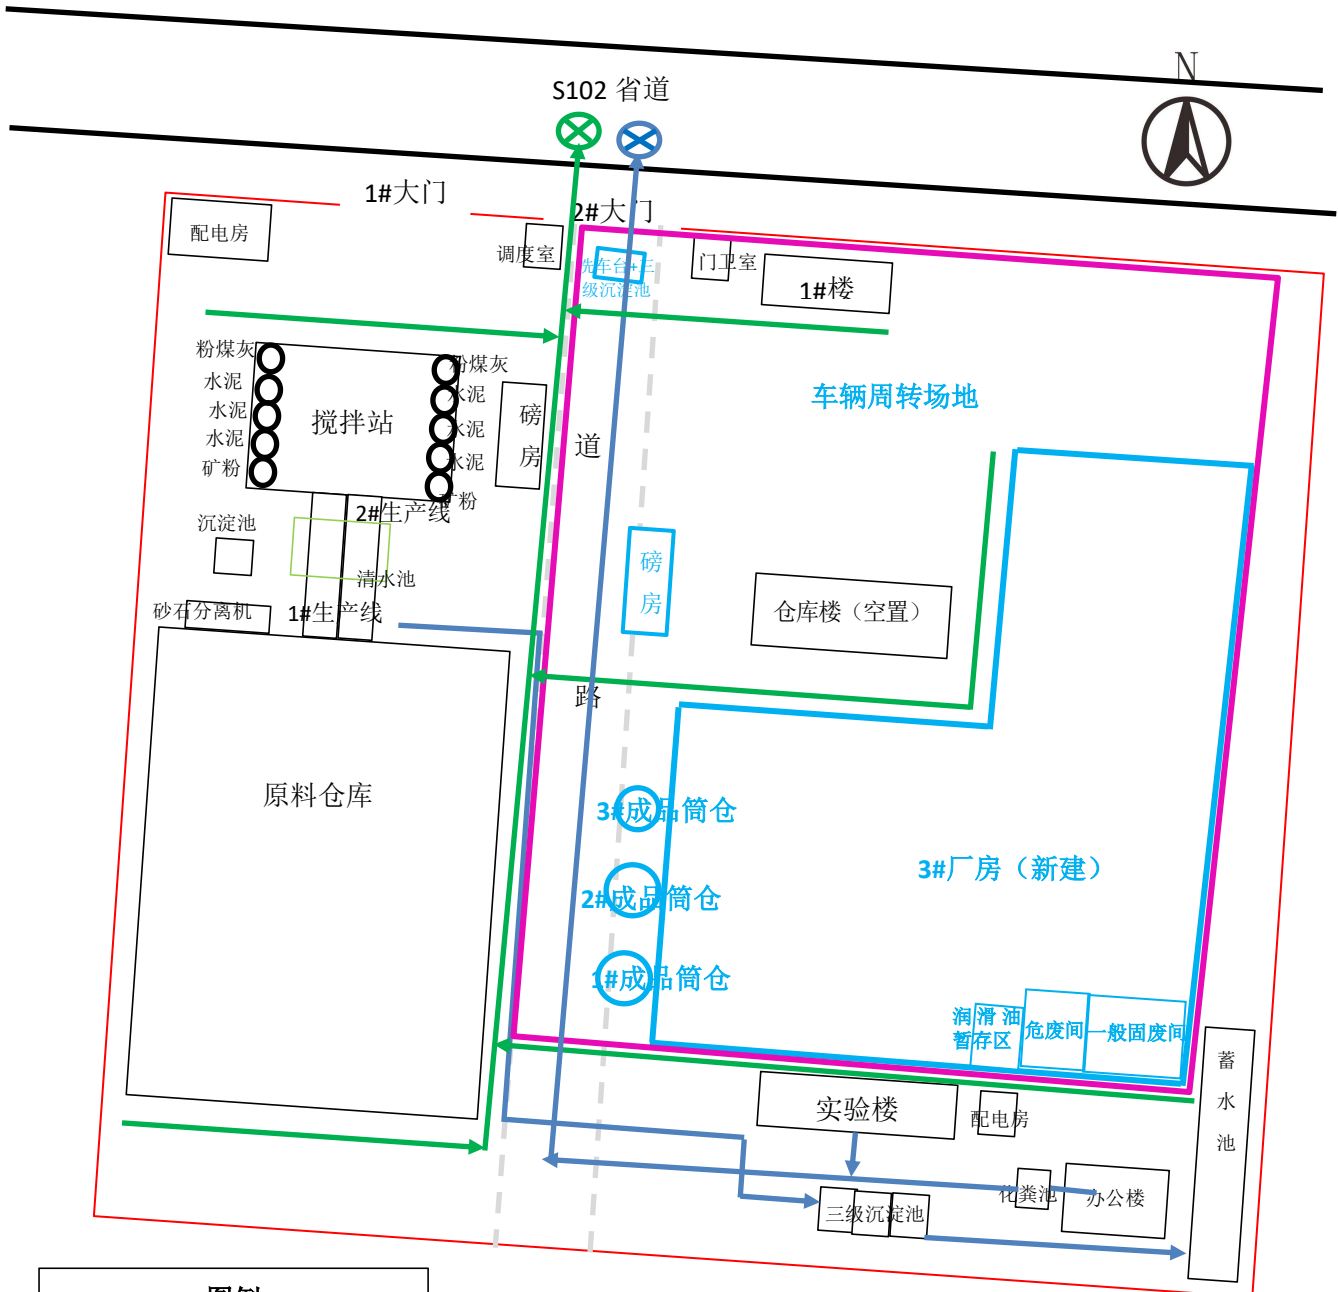 N
S102 省道
1#大门
2#大门
配电房
调度室
门卫室
1#楼
级沉淀池
粉煤灰
水泥
水泥
水泥
矿粉
搅拌站
粉煤灰
水泥
水泥
水泥
矿粉
磅
房
道
路
车辆周转场地
2#生产线
沉淀池
清水池
砂石分离机
1#生产线
磅
房
仓库楼（空置）
原料仓库
3#成品筒仓
2#成品筒仓
1#成品筒仓
3#厂房（新建）
润 滑 油
暂存区
危废间
一般固废间
蓄
水
池
实验楼
配电房
化粪池
办公楼
三级沉淀池